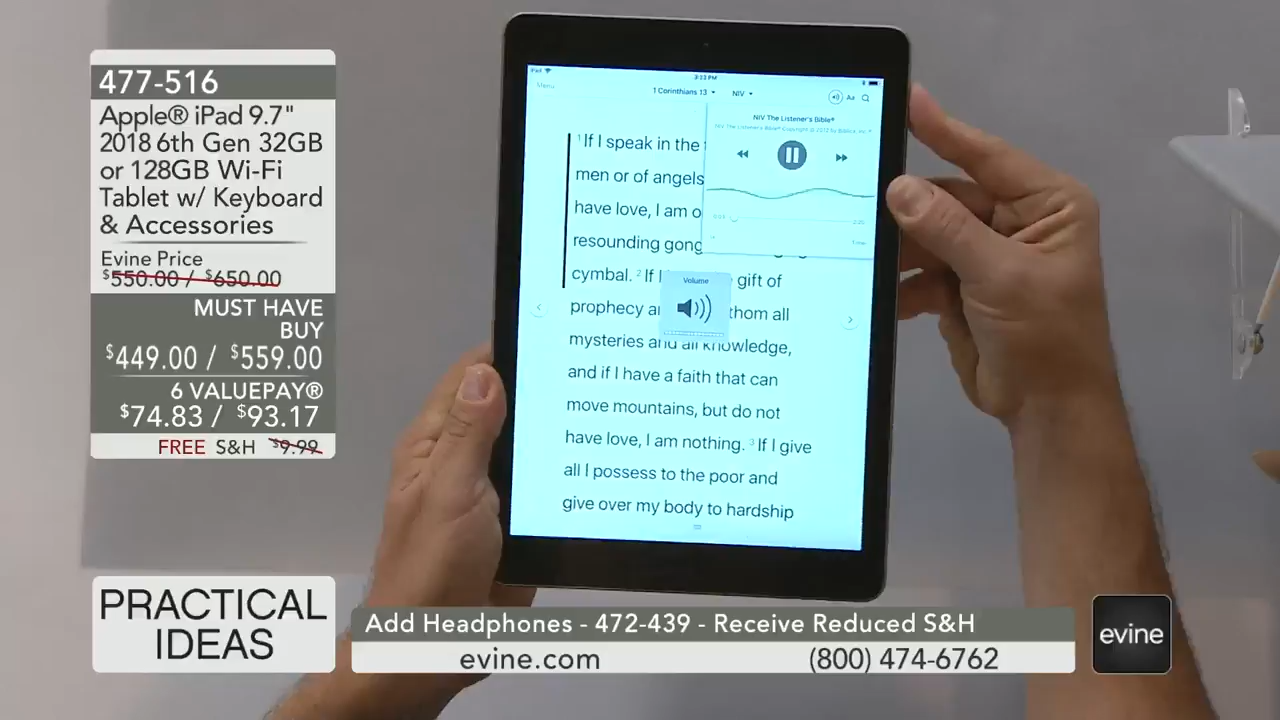 477-516
Apple® iPad 9.7"
2018 6th Gen 32GB
or 128GB Wi-Fi
Tablet w/ Keyboard
& Accessories
Evine Price
$550.00 / $650.00
MUST HAVE
BUY
$449.00 / $559.00
6 VALUEPAY®
$74.83 / $93.17
FREE S&H $9.99
PRACTICAL
IDEAS
iPad
3:13 PM
Menu
1 Corinthians 13
NIV
Aa
NIV The Listener's Bible®
1 If I speak in the
men or of angels
have love, I am o
resounding gong
cymbal. 2 If I gift of
prophecy a thom all
mysteries and all knowledge,
and if I have a faith that can
move mountains, but do not
have love, I am nothing. 3 If I give
all I possess to the poor and
give over my body to hardship
Volume
Add Headphones - 472-439 - Receive Reduced S&H
evine.com (800) 474-6762
evine